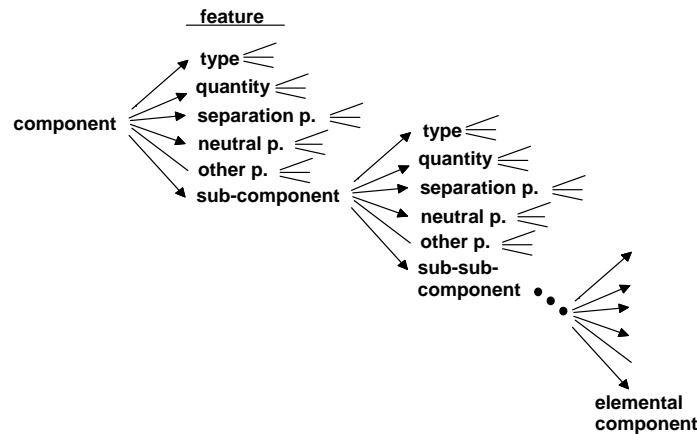 feature
type
quantity
separation p.
component
neutral p.
other p.
sub-component
type
quantity
separation p.
neutral p.
other p.
sub-sub-
component
elemental
component